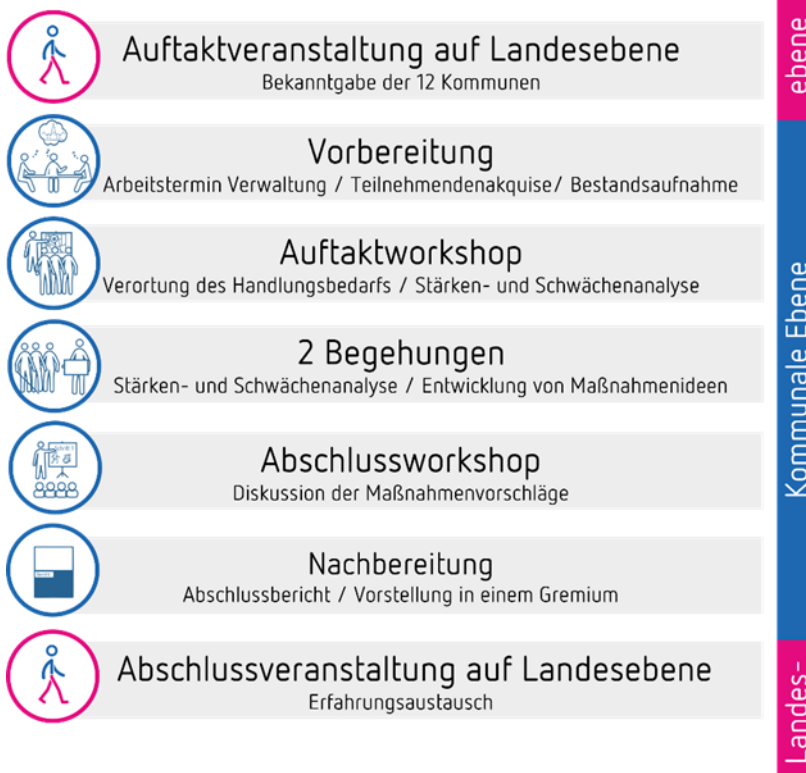 Auftaktveranstaltung auf Landesebene
Bekanntgabe der 12 Kommunen
Vorbereitung
Arbeitstermin Verwaltung / Teilnehmendenakquise/ Bestandsaufnahme
Auftaktworkshop
Verortung des Handlungsbedarfs / Stärken- und Schwächenanalyse
2 Begehungen
Stärken- und Schwächenanalyse / Entwicklung von Maßnahmenideen
Abschlussworkshop
Diskussion der Maßnahmenvorschläge
Nachbereitung
Abschlussbericht / Vorstellung in einem Gremium
Abschlussveranstaltung auf Landesebene
Erfahrungsaustausch
ebene
Kommunale Ebene
Landes-